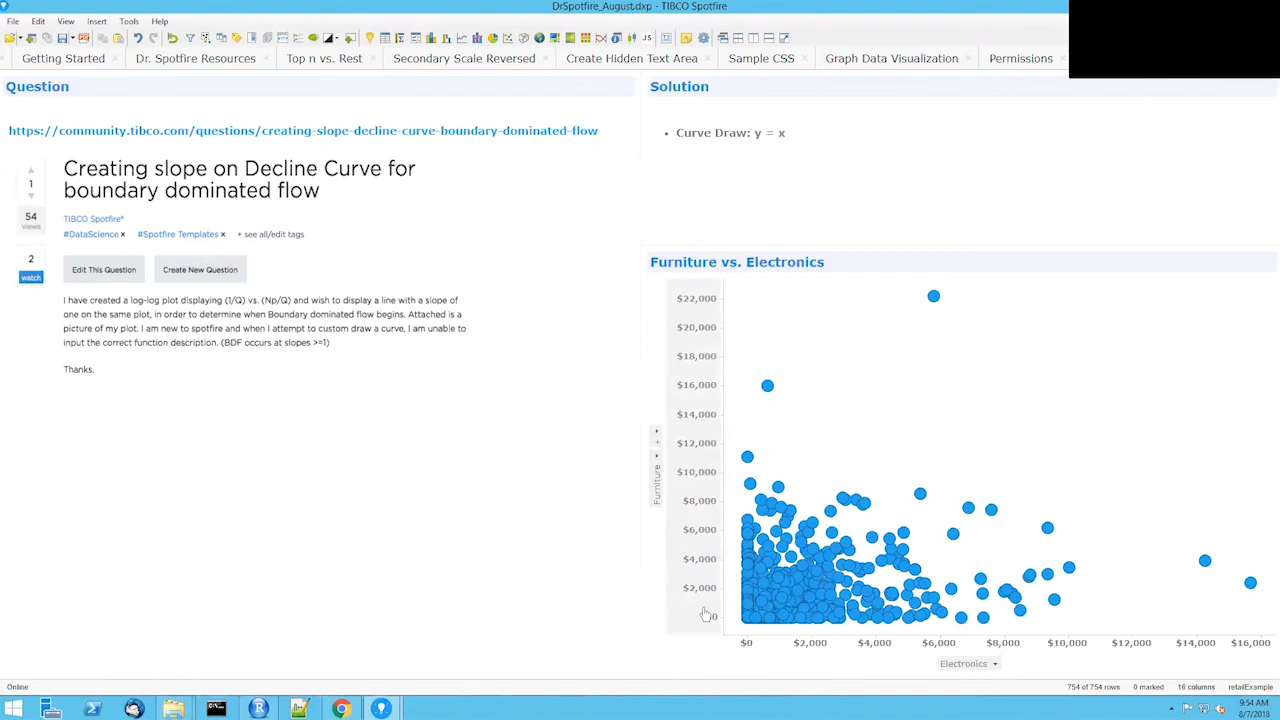 DrSpotfire_August.dxp - TIBCO Spotfire
File Edit View Insert Tools Help
JS
Getting Started Dr. Spotfire Resources Top n vs. Rest Secondary Scale Reversed Create Hidden Text Area Sample CSS Graph Data Visualization Permissions
Question
https://community.tibco.com/questions/creating-slope-decline-curve-boundary-dominated-flow
1
54
views
2
watch
Creating slope on Decline Curve for
boundary dominated flow
TIBCO Spotfire®
#DataScience × #Spotfire Templates × + see all/edit tags
Edit This Question Create New Question
I have created a log-log plot displaying (1/Q) vs. (Np/Q) and wish to display a line with a slope of
one on the same plot, in order to determine when Boundary dominated flow begins. Attached is a
picture of my plot. I am new to spotfire and when I attempt to custom draw a curve, I am unable to
input the correct function description. (BDF occurs at slopes >=1)
Thanks.
Solution
• Curve Draw: y = x
Furniture vs. Electronics
$22,000
$20,000
$18,000
$16,000
$14,000
$12,000
$10,000
$8,000
$6,000
$4,000
$2,000
$0
Furniture
$0 $2,000 $4,000 $6,000 $8,000 $10,000 $12,000 $14,000 $16,000
Electronics
Online 754 of 754 rows 0 marked 16 columns retailExample
9:54 AM
8/7/2018